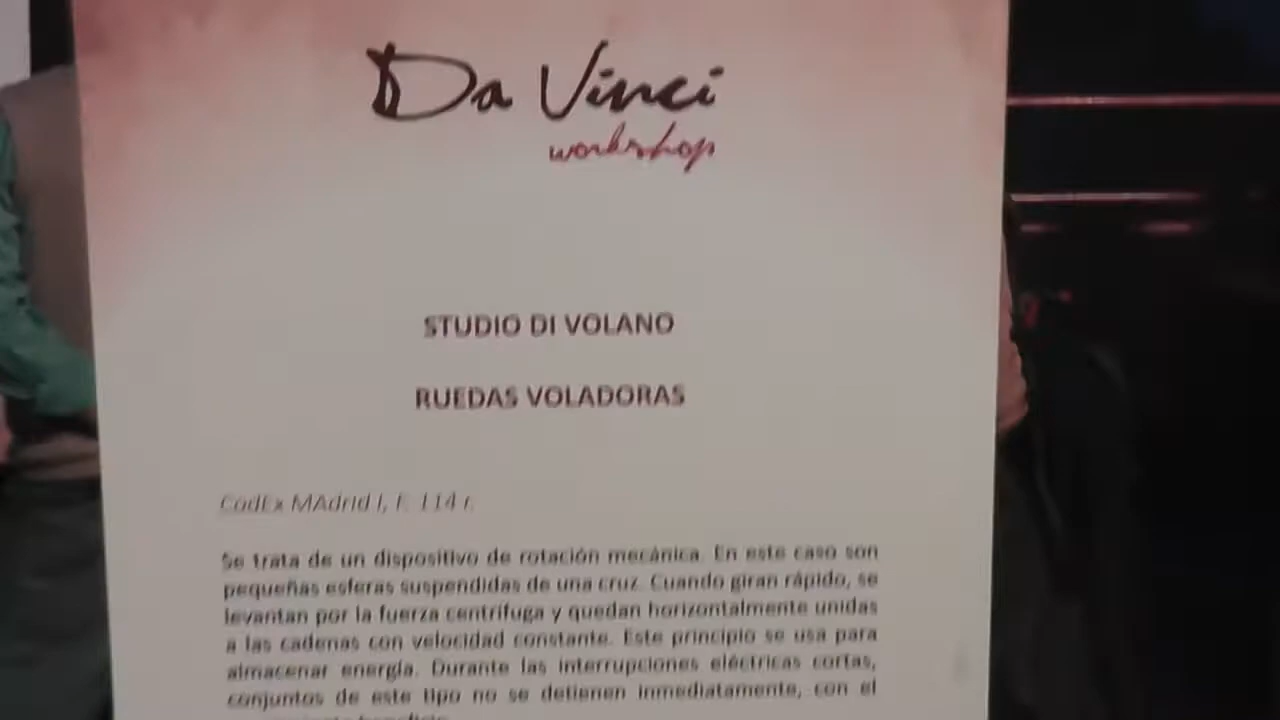 Da Vinci
workshop
STUDIO DI VOLANO
RUEDAS VOLADORAS
CodEx MAdrid I, F. 114 r.
Se trata de un dispositivo de rotación mecánica. En este caso son
pequeñas esferas suspendidas de una cruz. Cuando giran rápido, se
levantan por la fuerza centrífuga y quedan horizontalmente unidas
a las cadenas con velocidad constante. Este principio se usa para
almacenar energía. Durante las interrupciones eléctricas cortas,
conjuntos de este tipo no se detienen inmediatamente, con el